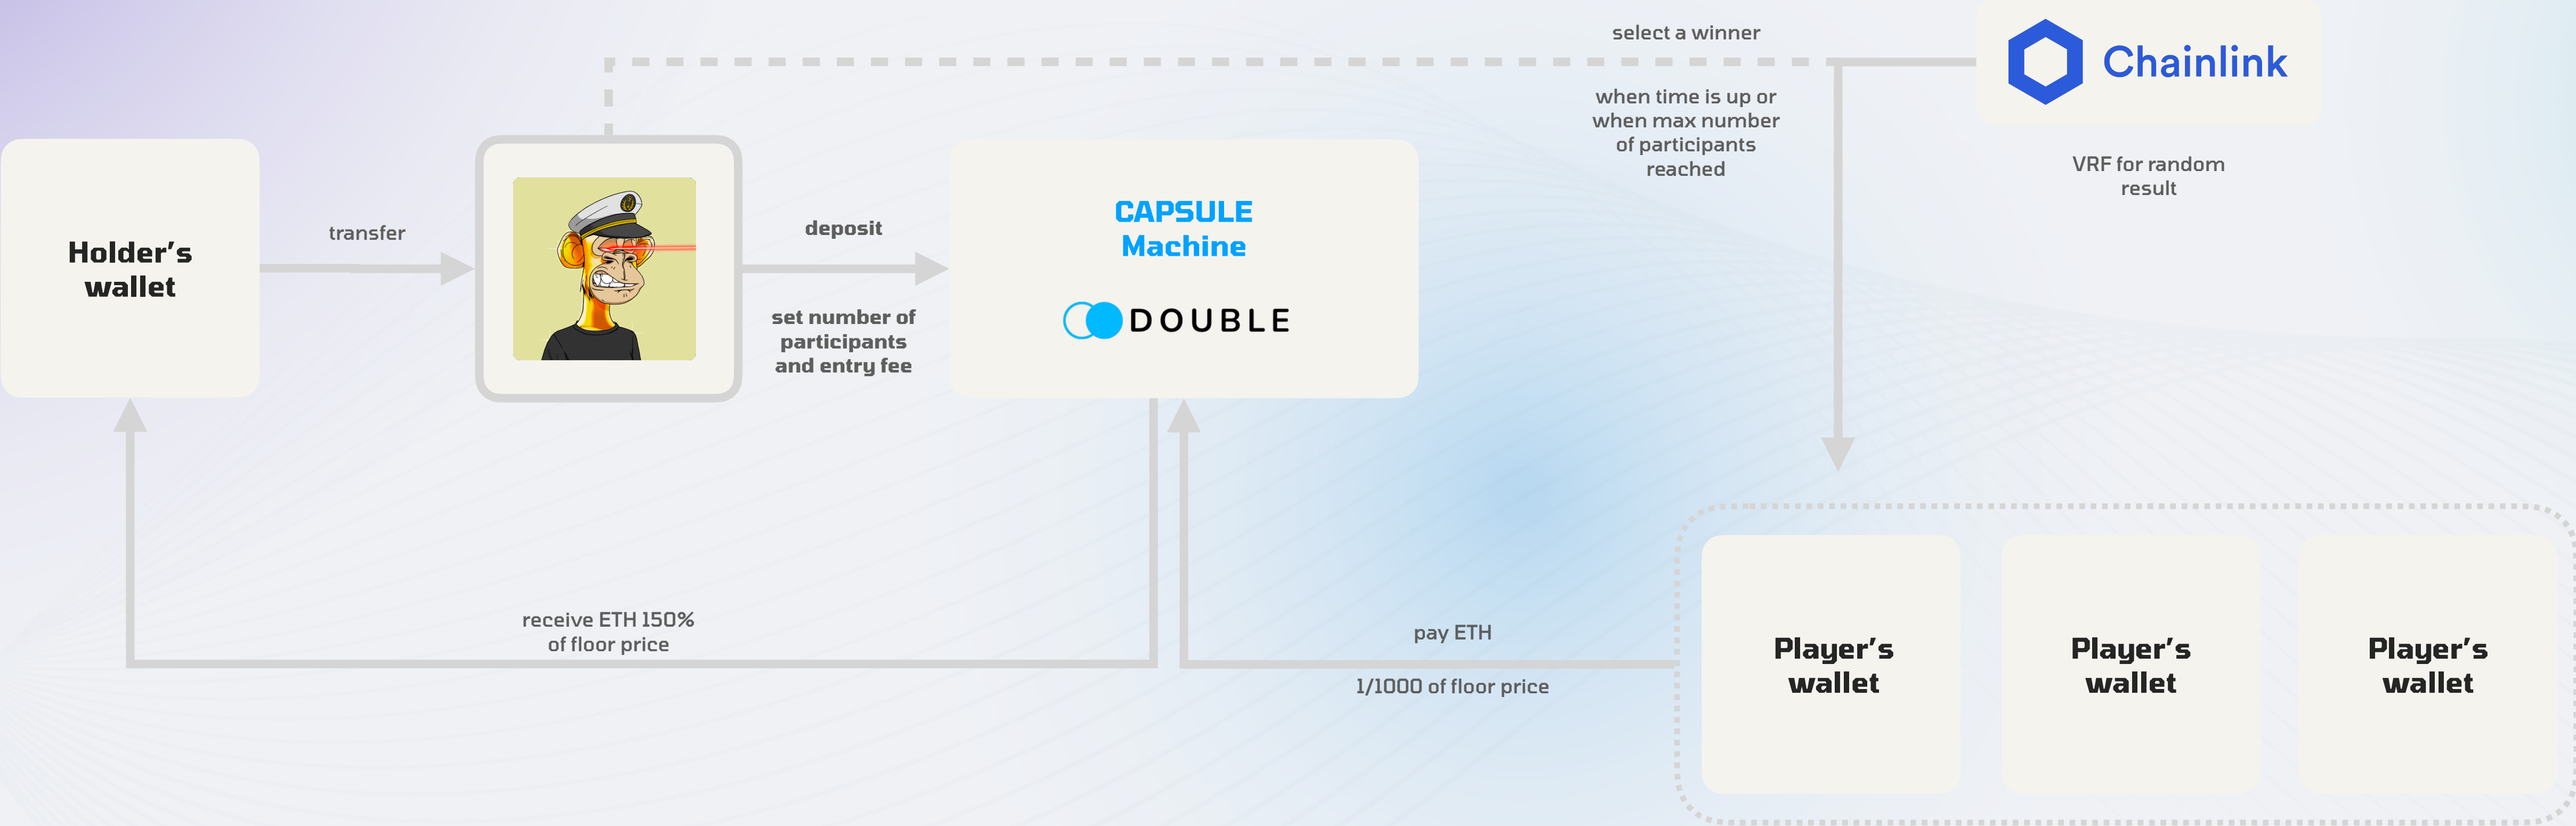 select a winner
Chainlink
when time is up or
when max number
of participants
reached
VRF for random
result
Holder's
wallet
transfer
deposit
set number of
participants
and entry fee
CAPSULE
Machine
DOUBLE
receive ETH 150%
of floor price
pay ETH
1/1000 of floor price
Player's
wallet
Player's
wallet
Player's
wallet